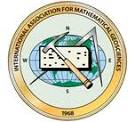 INTERNATIONAL ASSOCIATION FOR MATHEMATICAL GEOSCIENCES
N
W E
S
1968